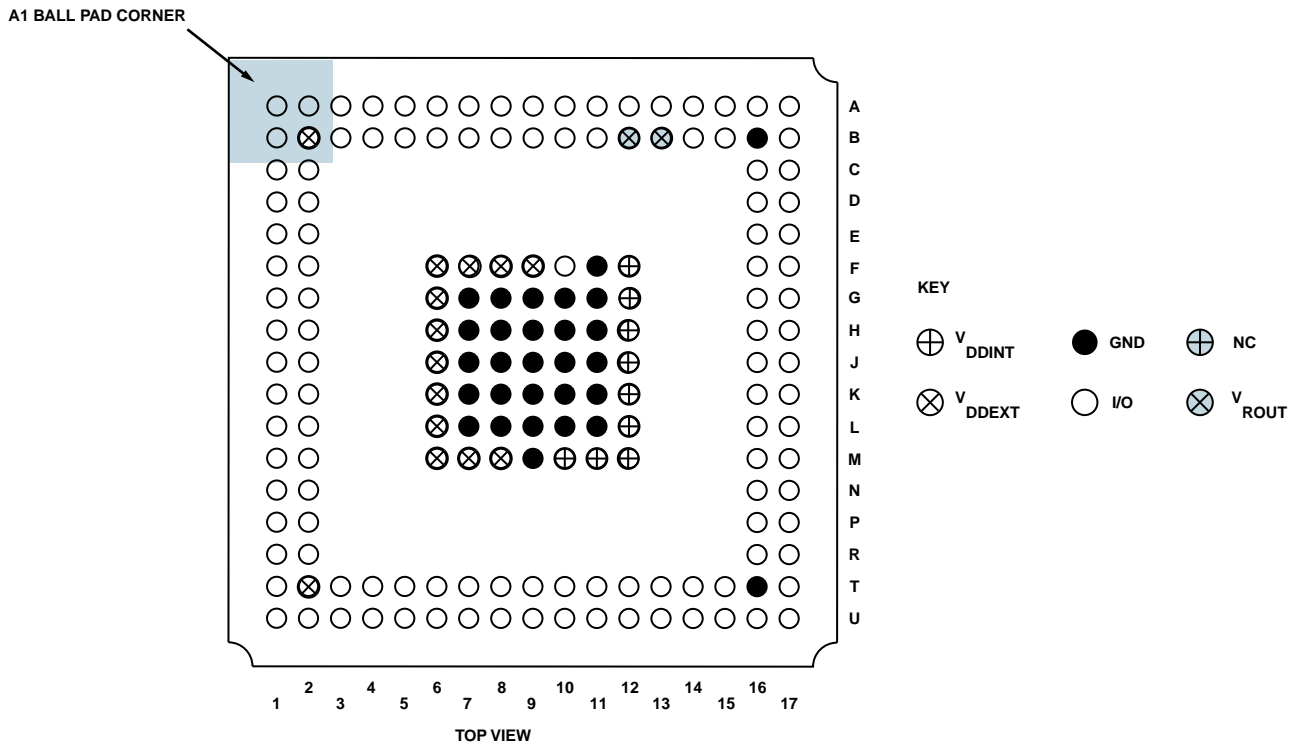 A1 BALL PAD CORNER
A
B
C
D
E
F
G
H
J
K
L
M
N
P
R
T
U
KEY
V DDINT
GND
NC
V DDEXT
I/O
V ROUT
2 4 6 8 10 12 14 16
1 3 5 7 9 11 13 15 17
TOP VIEW